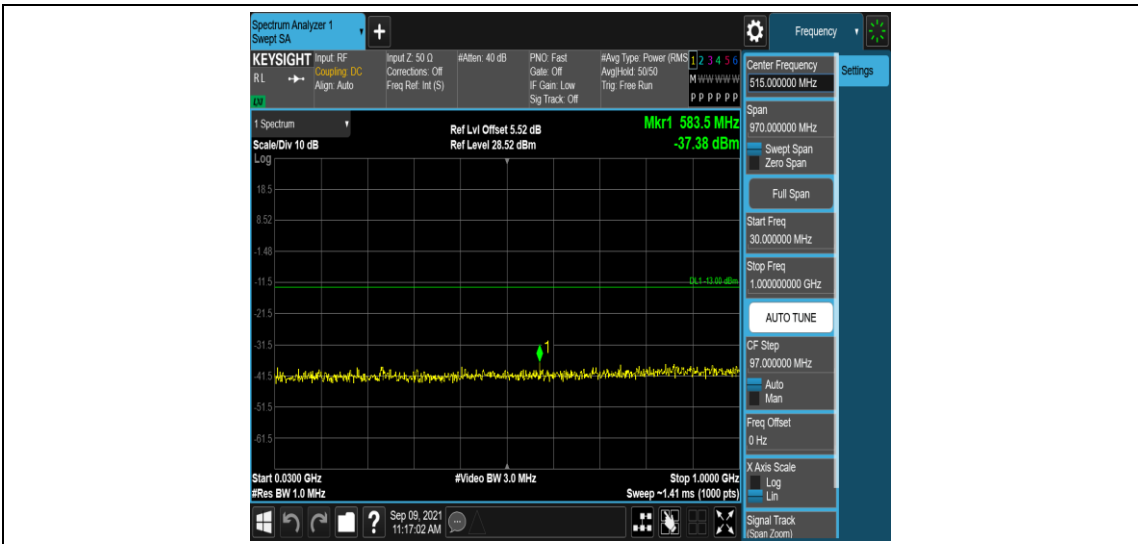 Spectrum Analyzer 1
Swept SA
+
Frequency
KEYSIGHT
RL
Input: RF
Coupling: DC
Align: Auto
Input Z: 50 Ω
Corrections: Off
Freq Ref: Int (S)
#Atten: 40 dB
PNO: Fast
Gate: Off
IF Gain: Low
Sig Track: Off
#Avg Type: Power (RMS
Avg|Hold: 50/50
Trig: Free Run
1 2 3 4 5 6
M W W W W W
P P P P P P
1 Spectrum
Scale/Div 10 dB
Ref Lvl Offset 5.52 dB
Ref Level 28.52 dBm
Mkr1 583.5 MHz
-37.38 dBm
Log
18.5
8.52
-1.48
-11.5
-21.5
-31.5
-41.5
-51.5
-61.5
DL1 -13.00 dBm
1
Start 0.0300 GHz
#Res BW 1.0 MHz
#Video BW 3.0 MHz
Stop 1.0000 GHz
Sweep ~1.41 ms (1000 pts)
?
Sep 09, 2021
11:17:02 AM
Center Frequency
515.000000 MHz
Settings
Span
970.000000 MHz
Swept Span
Zero Span
Full Span
Start Freq
30.000000 MHz
Stop Freq
1.000000000 GHz
AUTO TUNE
CF Step
97.000000 MHz
Auto
Man
Freq Offset
0 Hz
X Axis Scale
Log
Lin
Signal Track
(Span Zoom)